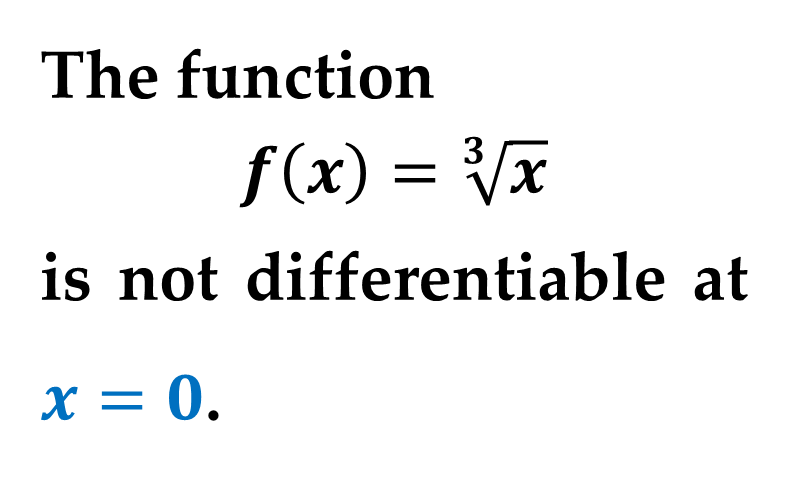 The function
f(x) = ∛x
is not differentiable at
x = 0.